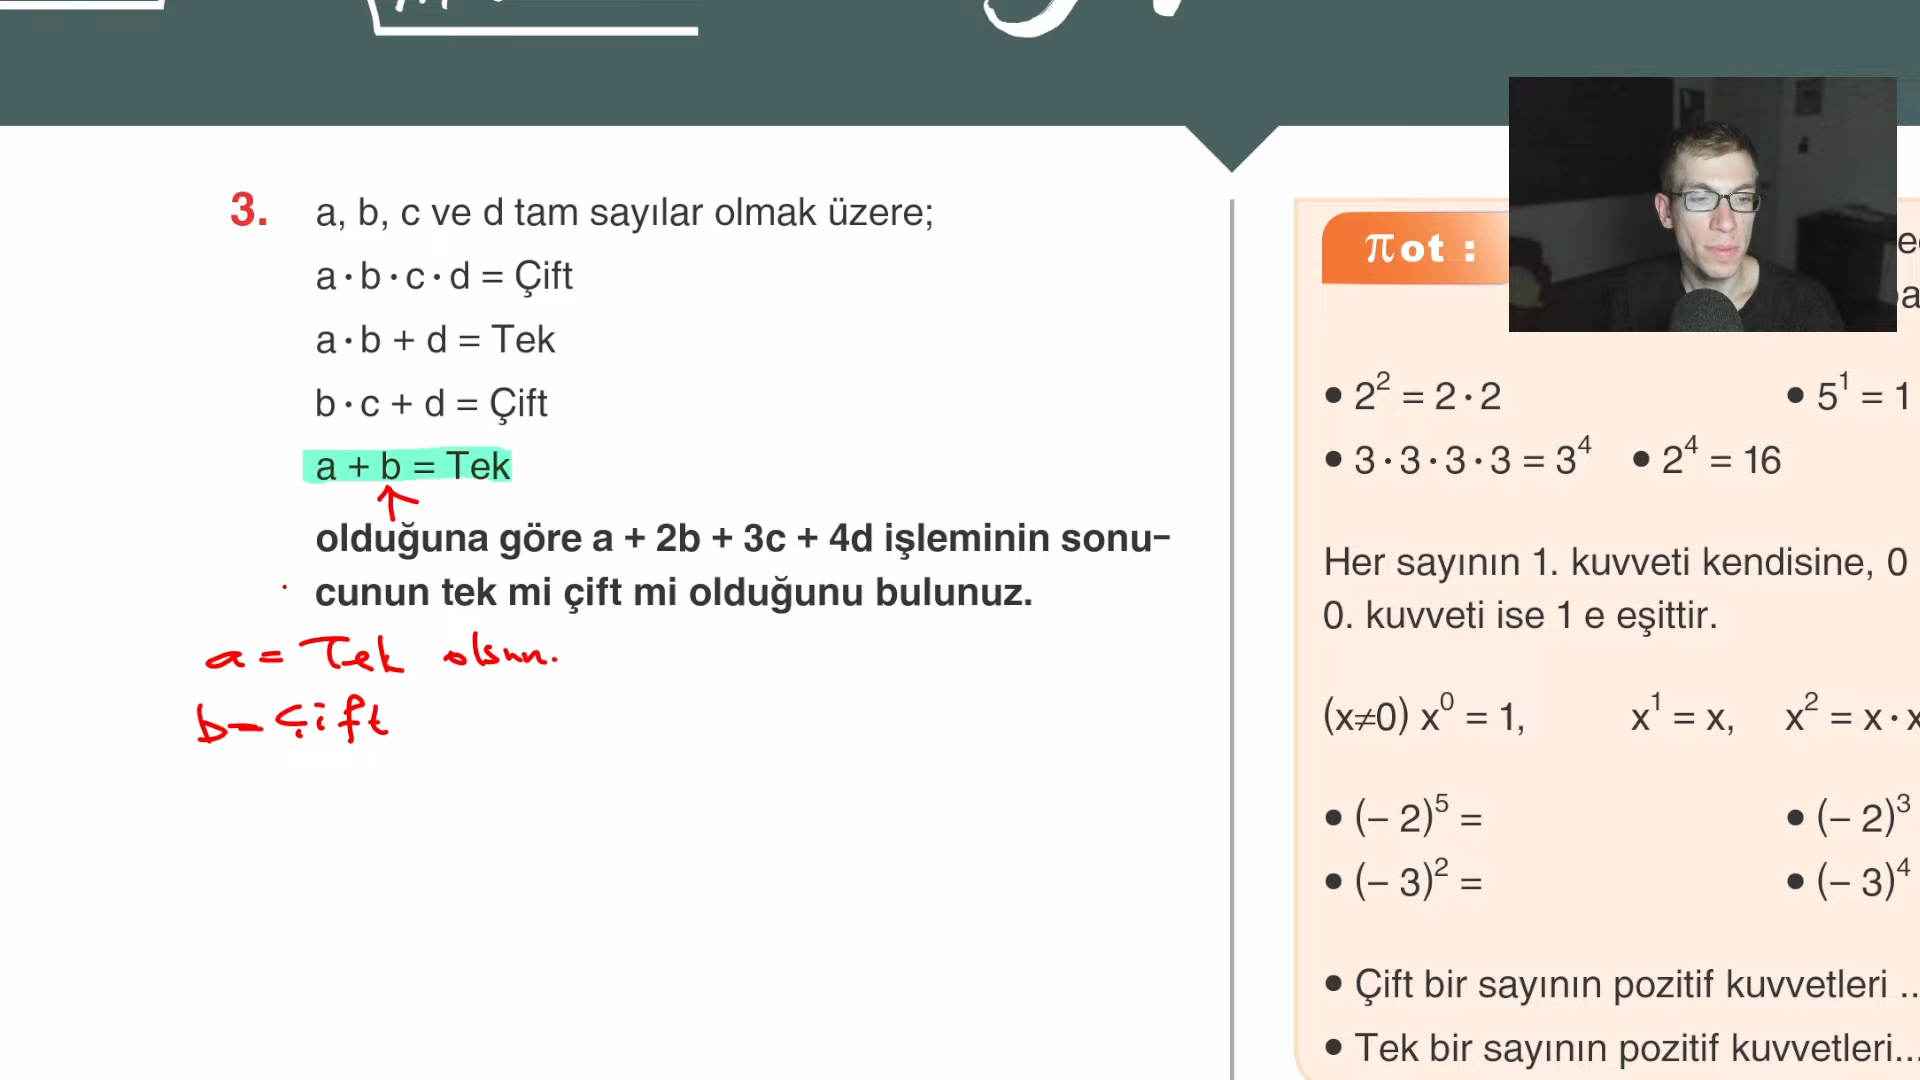 3. a, b, c ve d tam sayılar olmak üzere;
a·b·c·d = Çift
a·b + d = Tek
b·c + d = Çift
a + b = Tek
olduğuna göre a + 2b + 3c + 4d işleminin sonu-
cunun tek mi çift mi olduğunu bulunuz.
a = Tek olsun.
b = Çift
πot :
• 2² = 2·2 • 5¹ = 1
• 3·3·3·3 = 3⁴ • 2⁴ = 16
Her sayının 1. kuvveti kendisine, 0
0. kuvveti ise 1 e eşittir.
(x≠0) x⁰ = 1, x¹ = x, x² = x·x
• (– 2)⁵ = • (– 2)³
• (– 3)² = • (– 3)⁴
• Çift bir sayının pozitif kuvvetleri ..
• Tek bir sayının pozitif kuvvetleri...